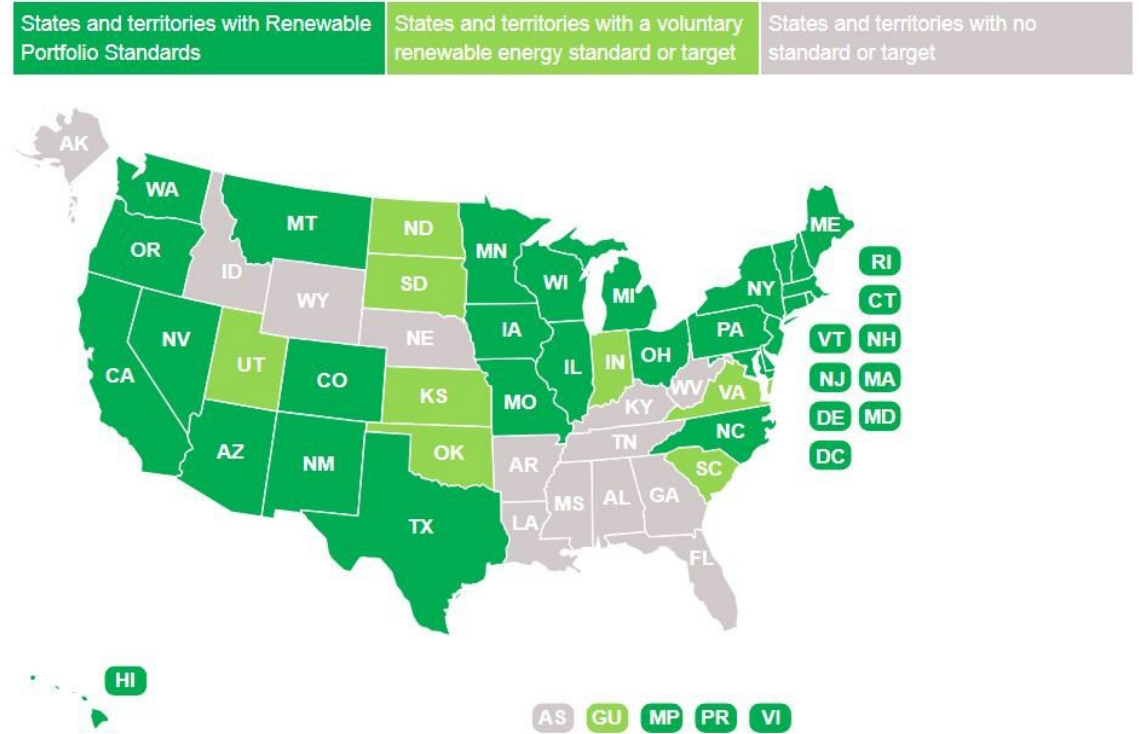 States and territories with Renewable
Portfolio Standards
States and territories with a voluntary
renewable energy standard or target
States and territories with no
standard or target
AK
WA
MT
ND
MN
ME
OR
ID
SD
WI
MI
NY
RI
WY
CT
NV
NE
IA
PA
VT
NH
CA
UT
CO
KS
IL
IN
OH
NJ
MA
MO
KY
WV
VA
DE
MD
AZ
NM
OK
AR
TN
NC
DC
SC
TX
LA
MS
AL
GA
FL
HI
AS
GU
MP
PR
VI